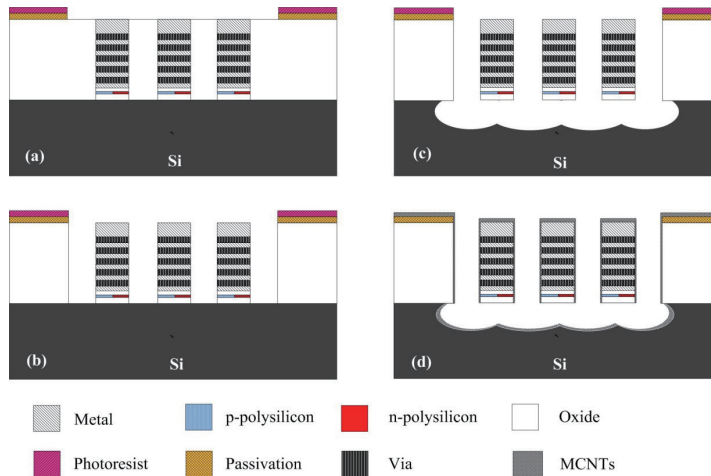 (a)
Si
(c)
Si
(b)
Si
(d)
Si
Metal
p-polysilicon
n-polysilicon
Oxide
Photoresist
Passivation
Via
MCNTs